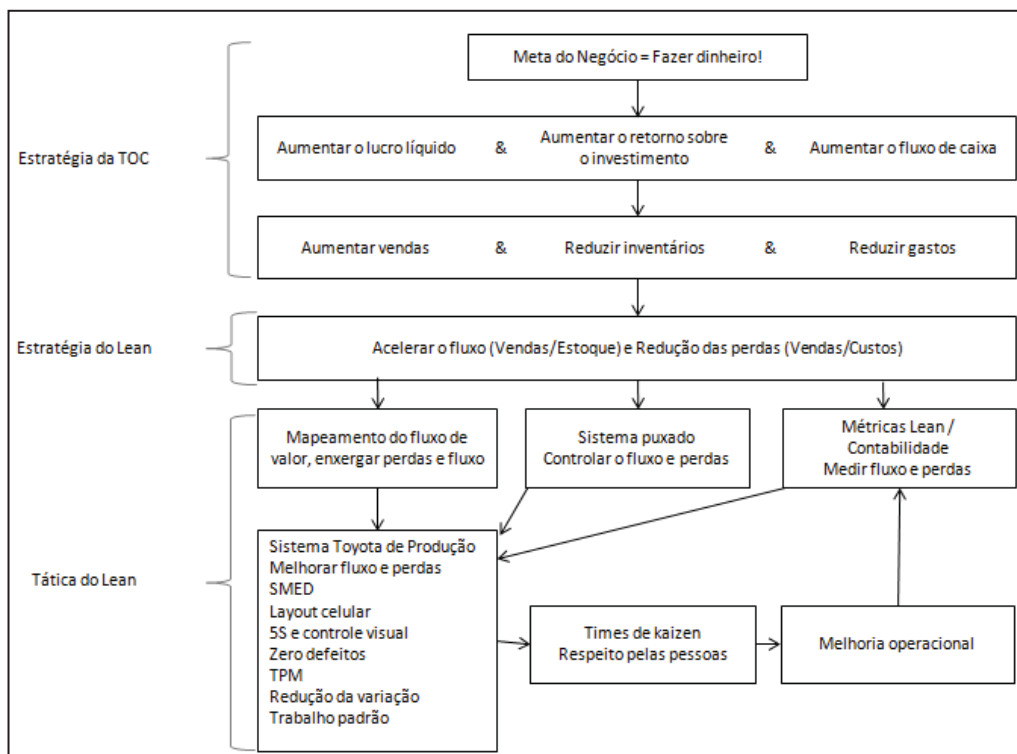 Meta do Negócio = Fazer dinheiro!
Estratégia da TOC
Aumentar o lucro líquido & Aumentar o retorno sobre o investimento & Aumentar o fluxo de caixa
Aumentar vendas & Reduzir inventários & Reduzir gastos
Estratégia do Lean
Acelerar o fluxo (Vendas/Estoque) e Redução das perdas (Vendas/Custos)
Mapeamento do fluxo de
valor, enxergar perdas e fluxo
Sistema puxado
Controlar o fluxo e perdas
Métricas Lean /
Contabilidade
Medir fluxo e perdas
Tática do Lean
Sistema Toyota de Produção
Melhorar fluxo e perdas
SMED
Layout celular
5S e controle visual
Zero defeitos
TPM
Redução da variação
Trabalho padrão
Times de kaizen
Respeito pelas pessoas
Melhoria operacional